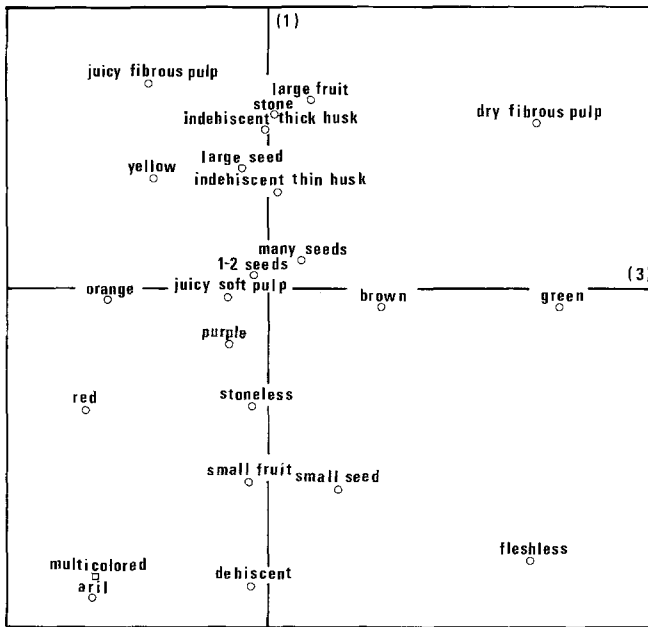 (1)
juicy fibrous pulp
large fruit
stone
dry fibrous pulp
indehiscent thick husk
large seed
yellow
indehiscent thin husk
many seeds
1-2 seeds
(3)
orange
juicy soft pulp
brown
green
purple
red
stoneless
small fruit
small seed
fleshless
multicolored
dehiscent
aril